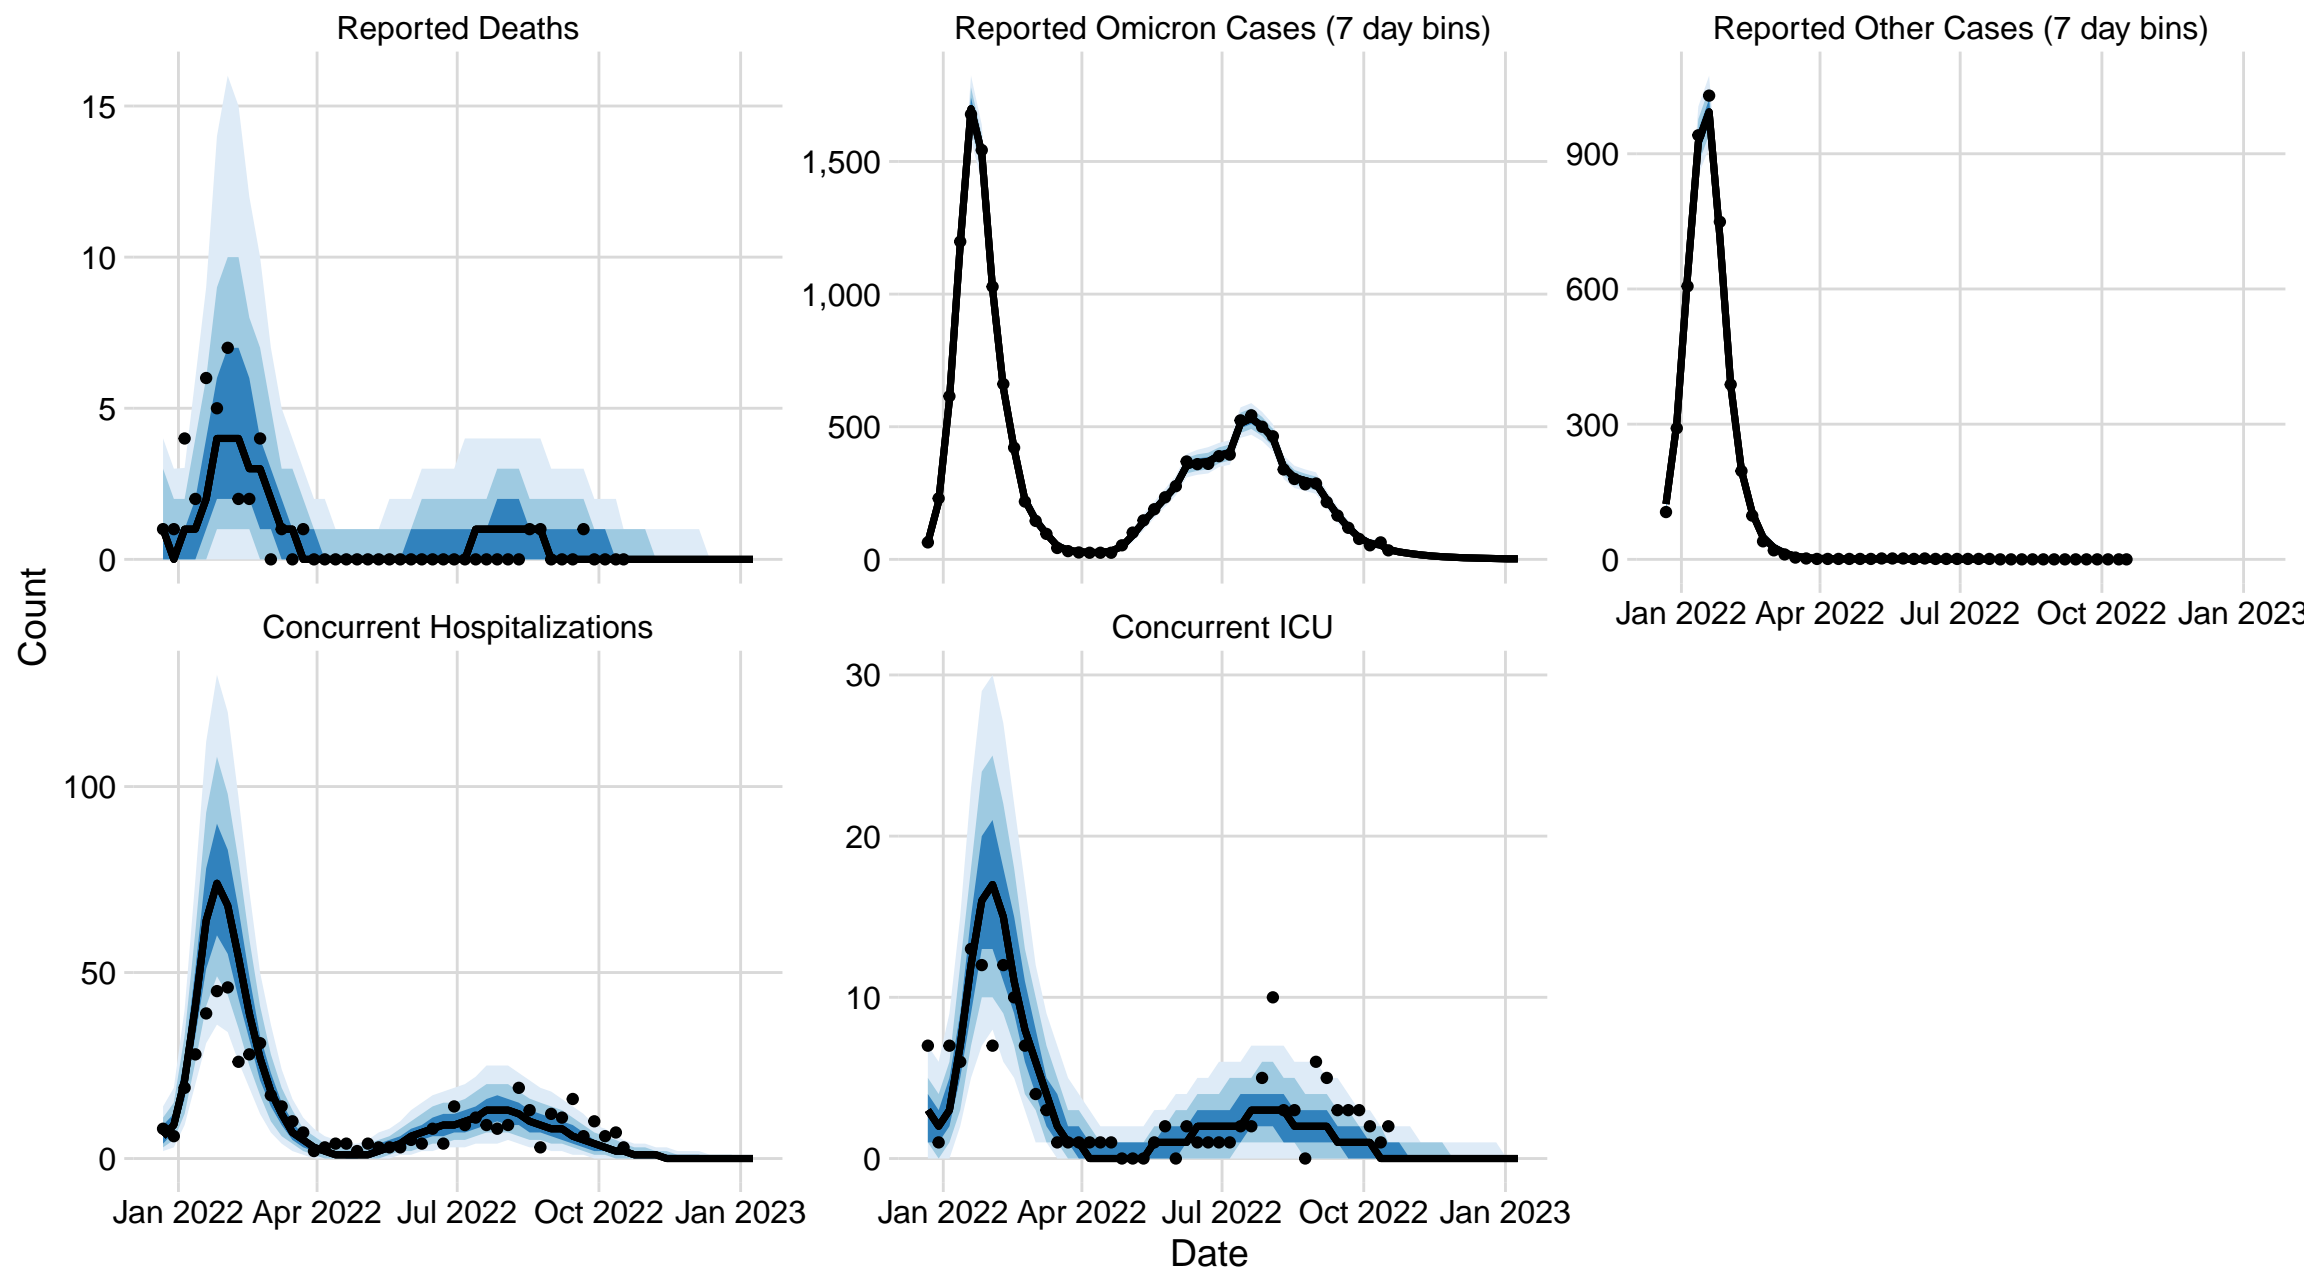 Reported Deaths
Reported Omicron Cases (7 day bins)
Reported Other Cases (7 day bins)
15
10
5
0
1,500
1,000
500
0
900
600
300
0
Jan 2022 Apr 2022 Jul 2022 Oct 2022 Jan 2023
Count
Concurrent Hospitalizations
Concurrent ICU
100
50
0
30
20
10
0
Jan 2022 Apr 2022 Jul 2022 Oct 2022 Jan 2023
Jan 2022 Apr 2022 Jul 2022 Oct 2022 Jan 2023
Date